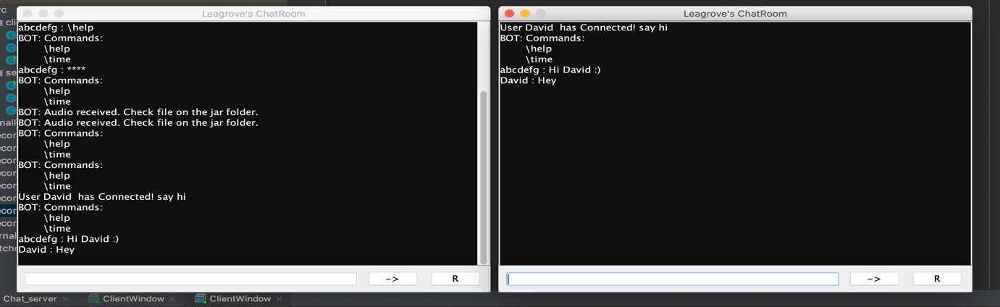 Leagrove's ChatRoom
abcdefg : \help
BOT: Commands:
\help
\time
abcdefg : ****
BOT: Commands:
\help
\time
BOT: Audio received. Check file on the jar folder.
BOT: Audio received. Check file on the jar folder.
BOT: Commands:
\help
\time
BOT: Commands:
\help
\time
User David  has Connected! say hi
BOT: Commands:
\help
\time
abcdefg : Hi David :)
David : Hey
->
R
Leagrove's ChatRoom
User David  has Connected! say hi
BOT: Commands:
\help
\time
abcdefg : Hi David :)
David : Hey
->
R
Chat_server
ClientWindow
ClientWindow